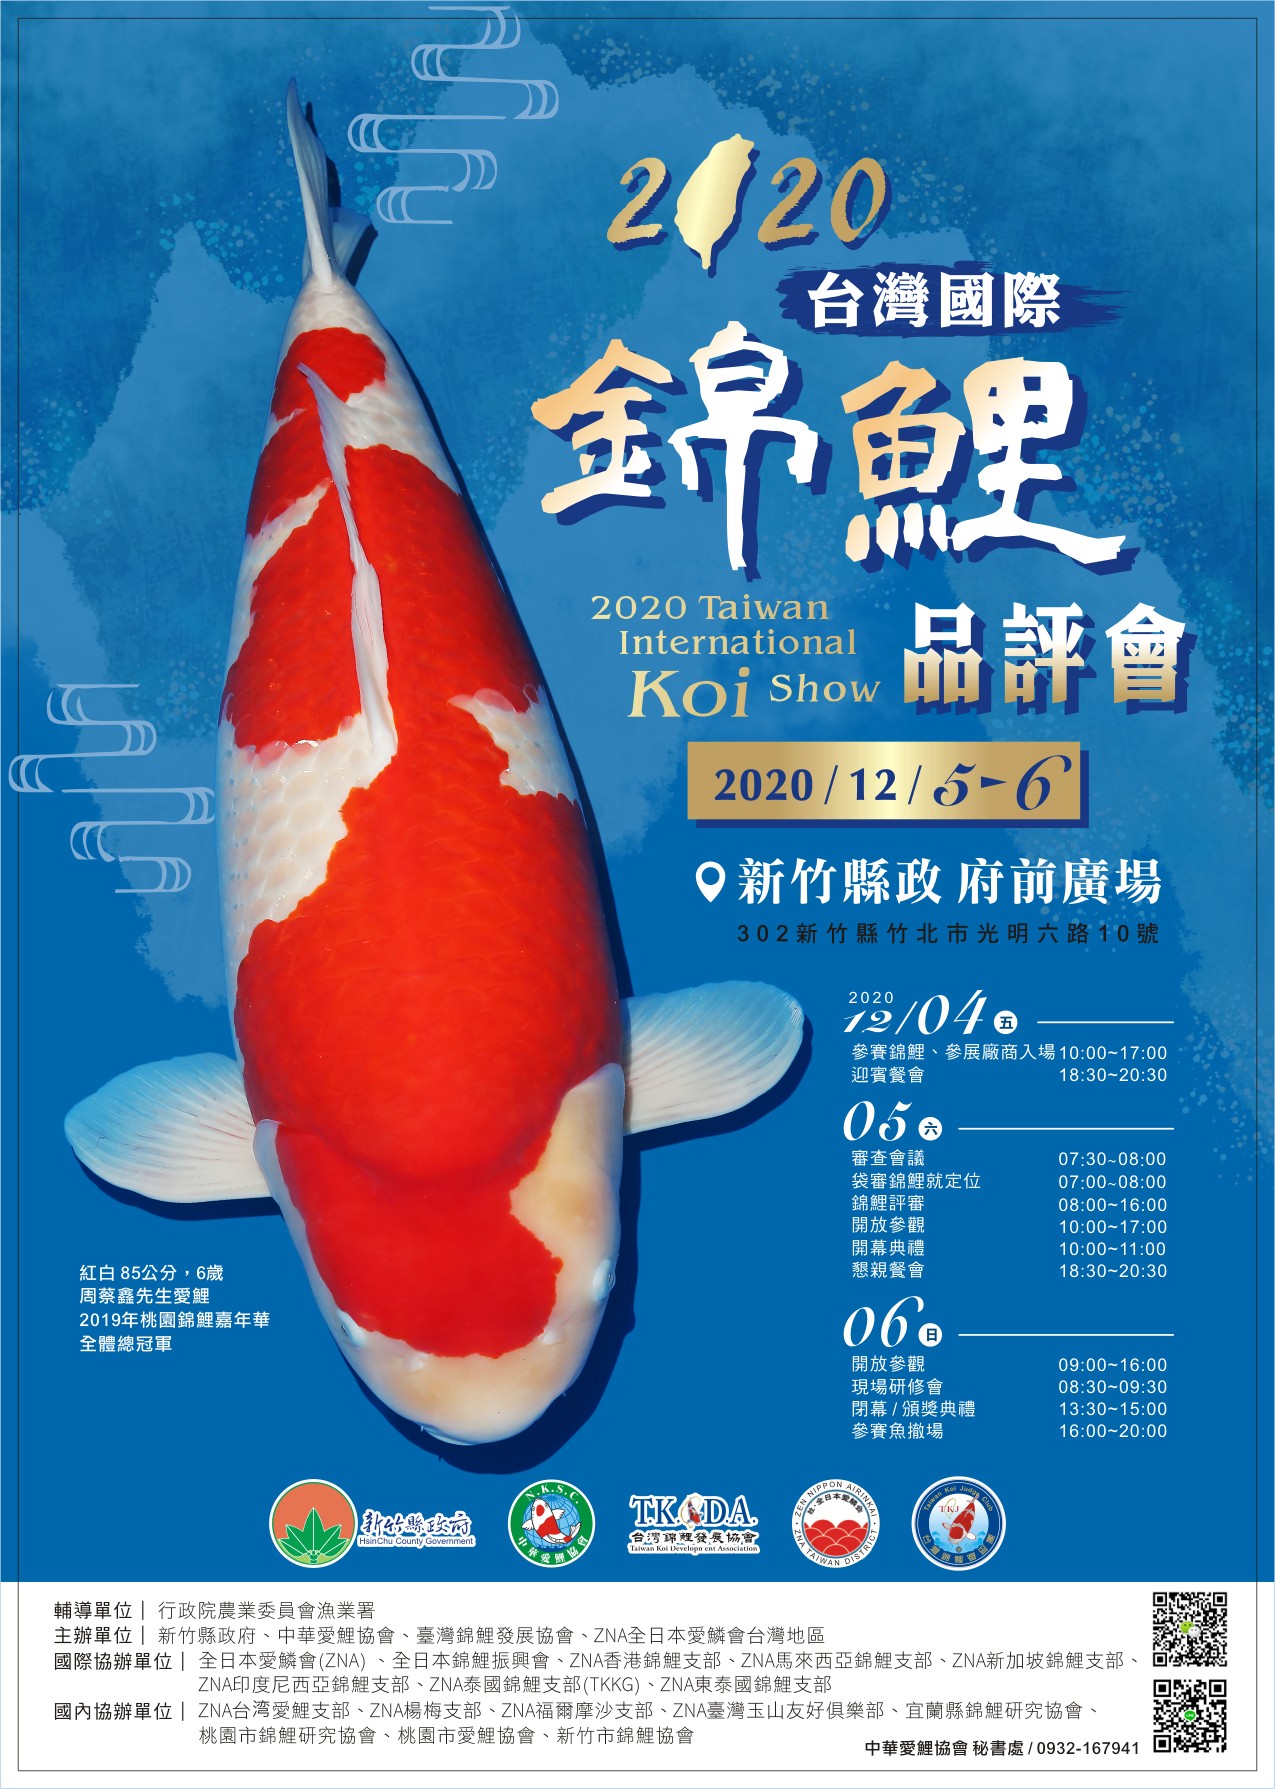 2020
台灣國際
錦鯉
品評會
2020 Taiwan
International
Koi Show
2020/12/5-6
新竹縣政 府前廣場
302新竹縣竹北市光明六路10號
2020
12/04 五
參賽錦鯉、參展廠商入場 10:00~17:00
迎賓餐會 18:30~20:30
05 六
審查會議 07:30~08:00
袋審錦鯉就定位 07:00~08:00
錦鯉評審 08:00~16:00
開放參觀 10:00~17:00
開幕典禮 10:00~11:00
懇親餐會 18:30~20:30
06 日
開放參觀 09:00~16:00
現場研修會 08:30~09:30
閉幕 / 頒獎典禮 13:30~15:00
參賽魚撤場 16:00~20:00
紅白 85公分，6歲
周蔡鑫先生愛鯉
2019年桃園錦鯉嘉年華
全體總冠軍
新竹縣政府
HsinChu County Government
N.K.S.C.
中華愛鯉協會
T.K.D.A.
台灣錦鯉發展協會
Taiwan Koi Developm ent Association
ZEN NIPPON AIRINKAI
社.全日本愛鱗会
ZNA TAIWAN DISTRICT
Taiwan Koi Judge Club
TKJ
輔導單位│ 行政院農業委員會漁業署
主辦單位│ 新竹縣政府、中華愛鯉協會、臺灣錦鯉發展協會、ZNA全日本愛鱗會台灣地區
國際協辦單位│ 全日本愛鱗會(ZNA) 、全日本錦鯉振興會、ZNA香港錦鯉支部、ZNA馬來西亞錦鯉支部、ZNA新加坡錦鯉支部、
ZNA印度尼西亞錦鯉支部、ZNA泰國錦鯉支部(TKKG)、ZNA東泰國錦鯉支部
國內協辦單位│ ZNA台湾愛鯉支部、ZNA楊梅支部、ZNA福爾摩沙支部、ZNA臺灣玉山友好俱樂部、宜蘭縣錦鯉研究協會、
桃園市錦鯉研究協會、桃園市愛鯉協會、新竹市錦鯉協會
中華愛鯉協會 秘書處 / 0932-167941